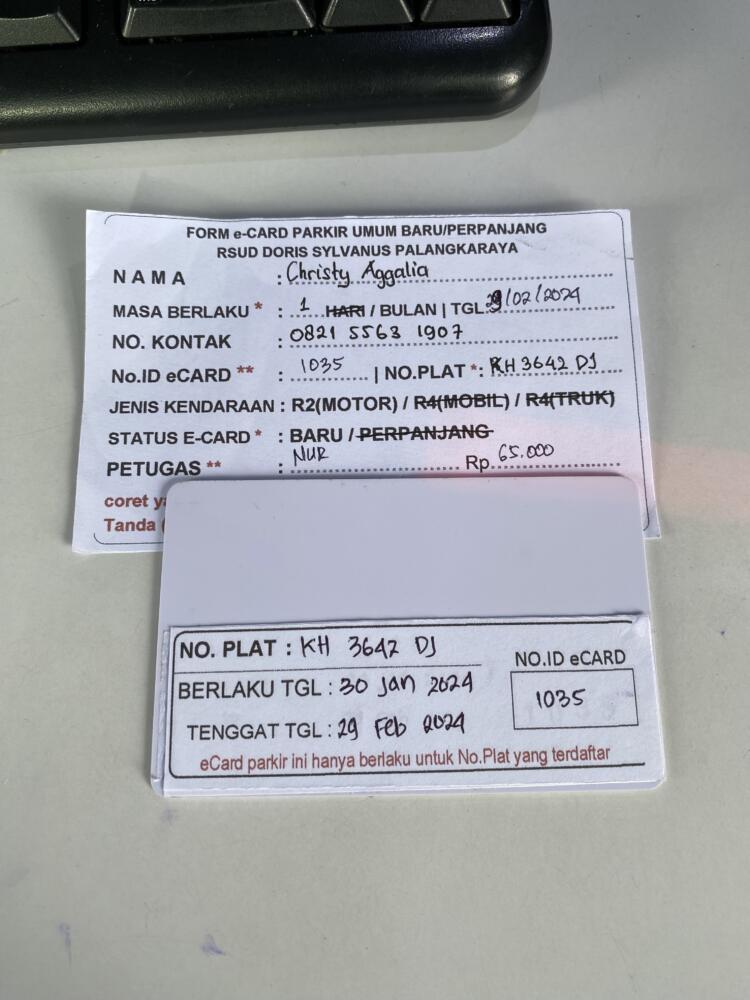 FORM e-CARD PARKIR UMUM BARU/PERPANJANG
RSUD DORIS SYLVANUS PALANGKARAYA
NAMA : Christy Aggalia
MASA BERLAKU * : 1 HARI / BULAN | TGL: 29/02/2024
NO. KONTAK : 0821 5563 1907
No.ID eCARD ** : 1035 | NO.PLAT *: KH 3642 DJ
JENIS KENDARAAN : R2(MOTOR) / R4(MOBIL) / R4(TRUK)
STATUS E-CARD * : BARU / PERPANJANG
PETUGAS ** : NUR Rp 65.000
coret
Tanda (
NO. PLAT : KH 3642 DJ
NO.ID eCARD
BERLAKU TGL : 30 Jan 2024
1035
TENGGAT TGL : 29 Feb 2024
eCard parkir ini hanya berlaku untuk No.Plat yang terdaftar